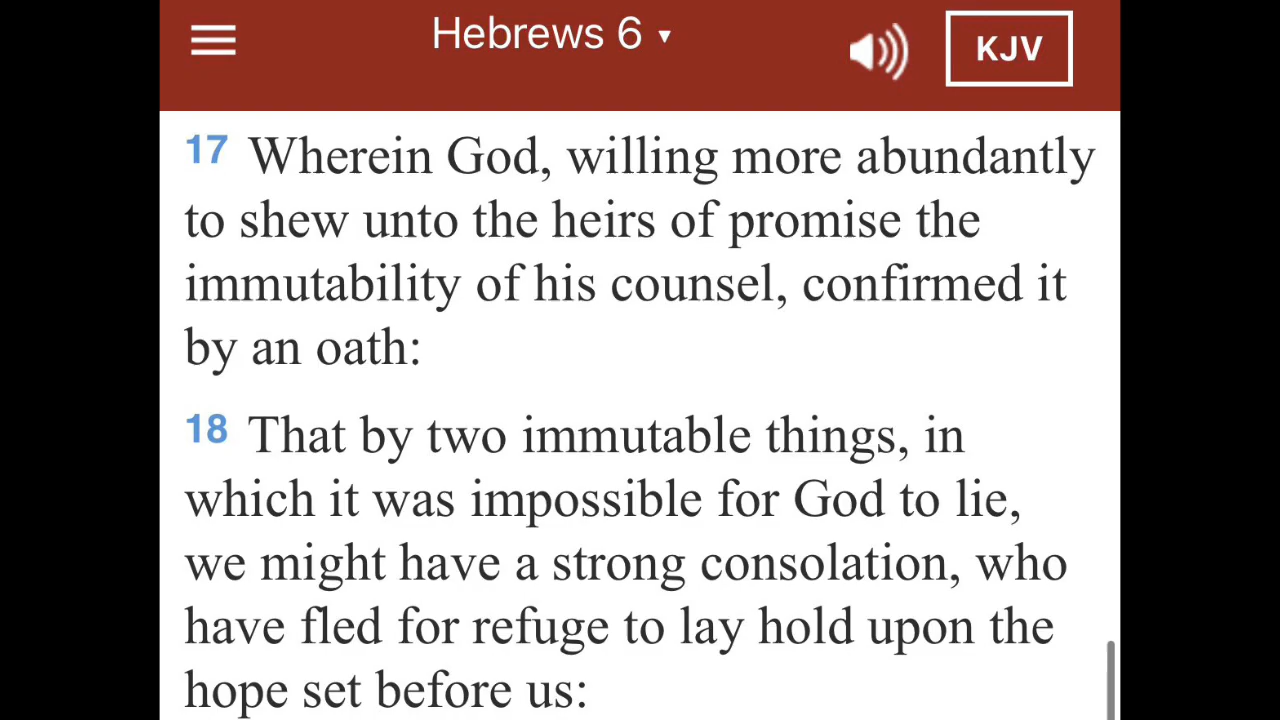 Hebrews 6
KJV
17 Wherein God, willing more abundantly
to shew unto the heirs of promise the
immutability of his counsel, confirmed it
by an oath:
18 That by two immutable things, in
which it was impossible for God to lie,
we might have a strong consolation, who
have fled for refuge to lay hold upon the
hope set before us: